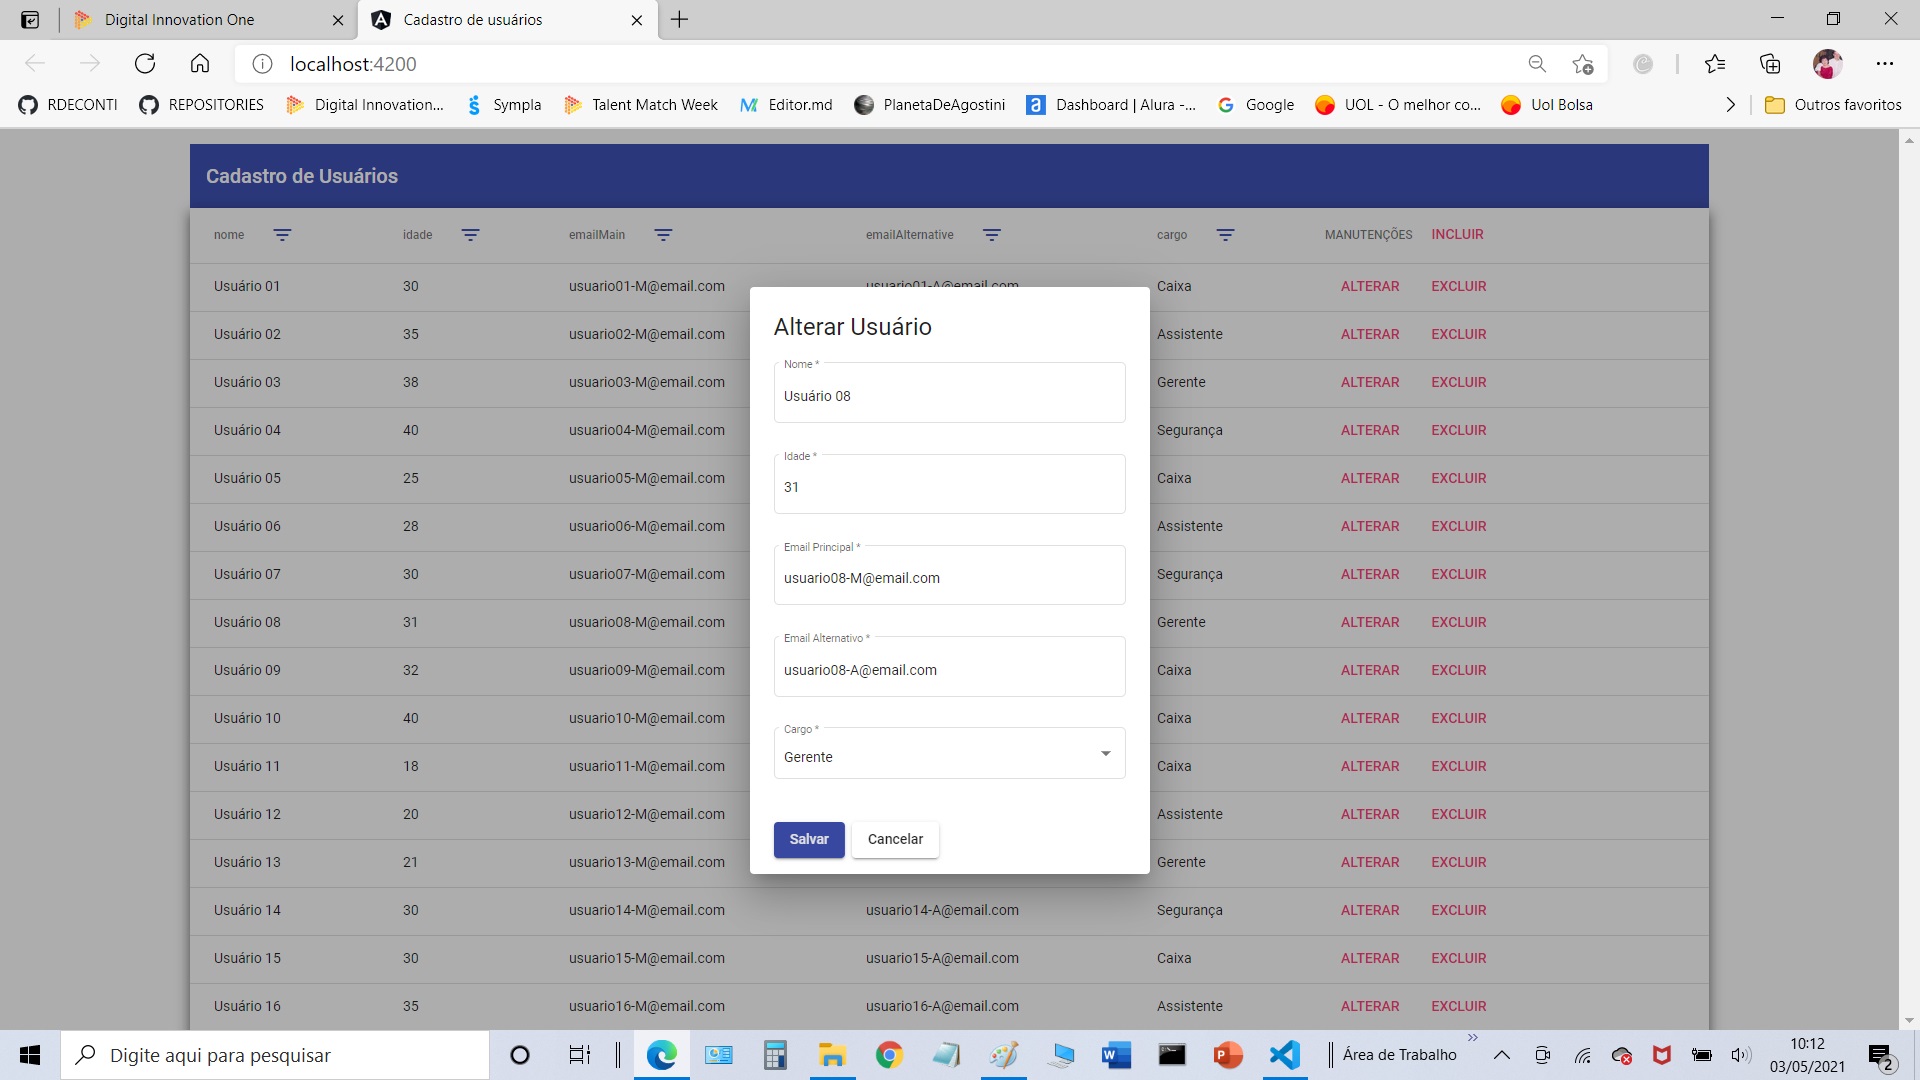 Digital Innovation One
Cadastro de usuários
localhost:4200
RDECONTI REPOSITORIES Digital Innovation... Sympla Talent Match Week Editor.md PlanetaDeAgostini Dashboard | Alura -... Google UOL - O melhor co... Uol Bolsa Outros favoritos
Cadastro de Usuários
nome idade emailMain emailAlternative cargo MANUTENÇÕES INCLUIR
Usuário 01 30 usuario01-M@email.com usuario01-A@email.com Caixa ALTERAR EXCLUIR
Usuário 02 35 usuario02-M@email.com Assistente ALTERAR EXCLUIR
Usuário 03 38 usuario03-M@email.com Gerente ALTERAR EXCLUIR
Usuário 04 40 usuario04-M@email.com Segurança ALTERAR EXCLUIR
Usuário 05 25 usuario05-M@email.com Caixa ALTERAR EXCLUIR
Usuário 06 28 usuario06-M@email.com Assistente ALTERAR EXCLUIR
Usuário 07 30 usuario07-M@email.com Segurança ALTERAR EXCLUIR
Usuário 08 31 usuario08-M@email.com Gerente ALTERAR EXCLUIR
Usuário 09 32 usuario09-M@email.com Caixa ALTERAR EXCLUIR
Usuário 10 40 usuario10-M@email.com Caixa ALTERAR EXCLUIR
Usuário 11 18 usuario11-M@email.com Caixa ALTERAR EXCLUIR
Usuário 12 20 usuario12-M@email.com Assistente ALTERAR EXCLUIR
Usuário 13 21 usuario13-M@email.com Gerente ALTERAR EXCLUIR
Usuário 14 30 usuario14-M@email.com usuario14-A@email.com Segurança ALTERAR EXCLUIR
Usuário 15 30 usuario15-M@email.com usuario15-A@email.com Caixa ALTERAR EXCLUIR
Usuário 16 35 usuario16-M@email.com usuario16-A@email.com Assistente ALTERAR EXCLUIR
Alterar Usuário
Nome *
Usuário 08
Idade *
31
Email Principal *
usuario08-M@email.com
Email Alternativo *
usuario08-A@email.com
Cargo *
Gerente
Salvar Cancelar
Digite aqui para pesquisar
Área de Trabalho
10:12
03/05/2021
2